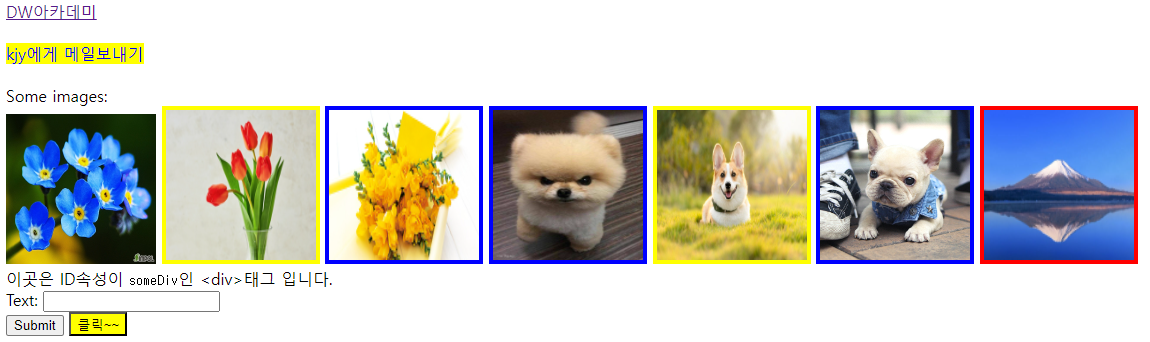 DW아카데미
kjy에게 메일보내기
Some images:
이곳은 ID속성이 someDiv인 <div>태그 입니다.
Text:
Submit 클릭~~